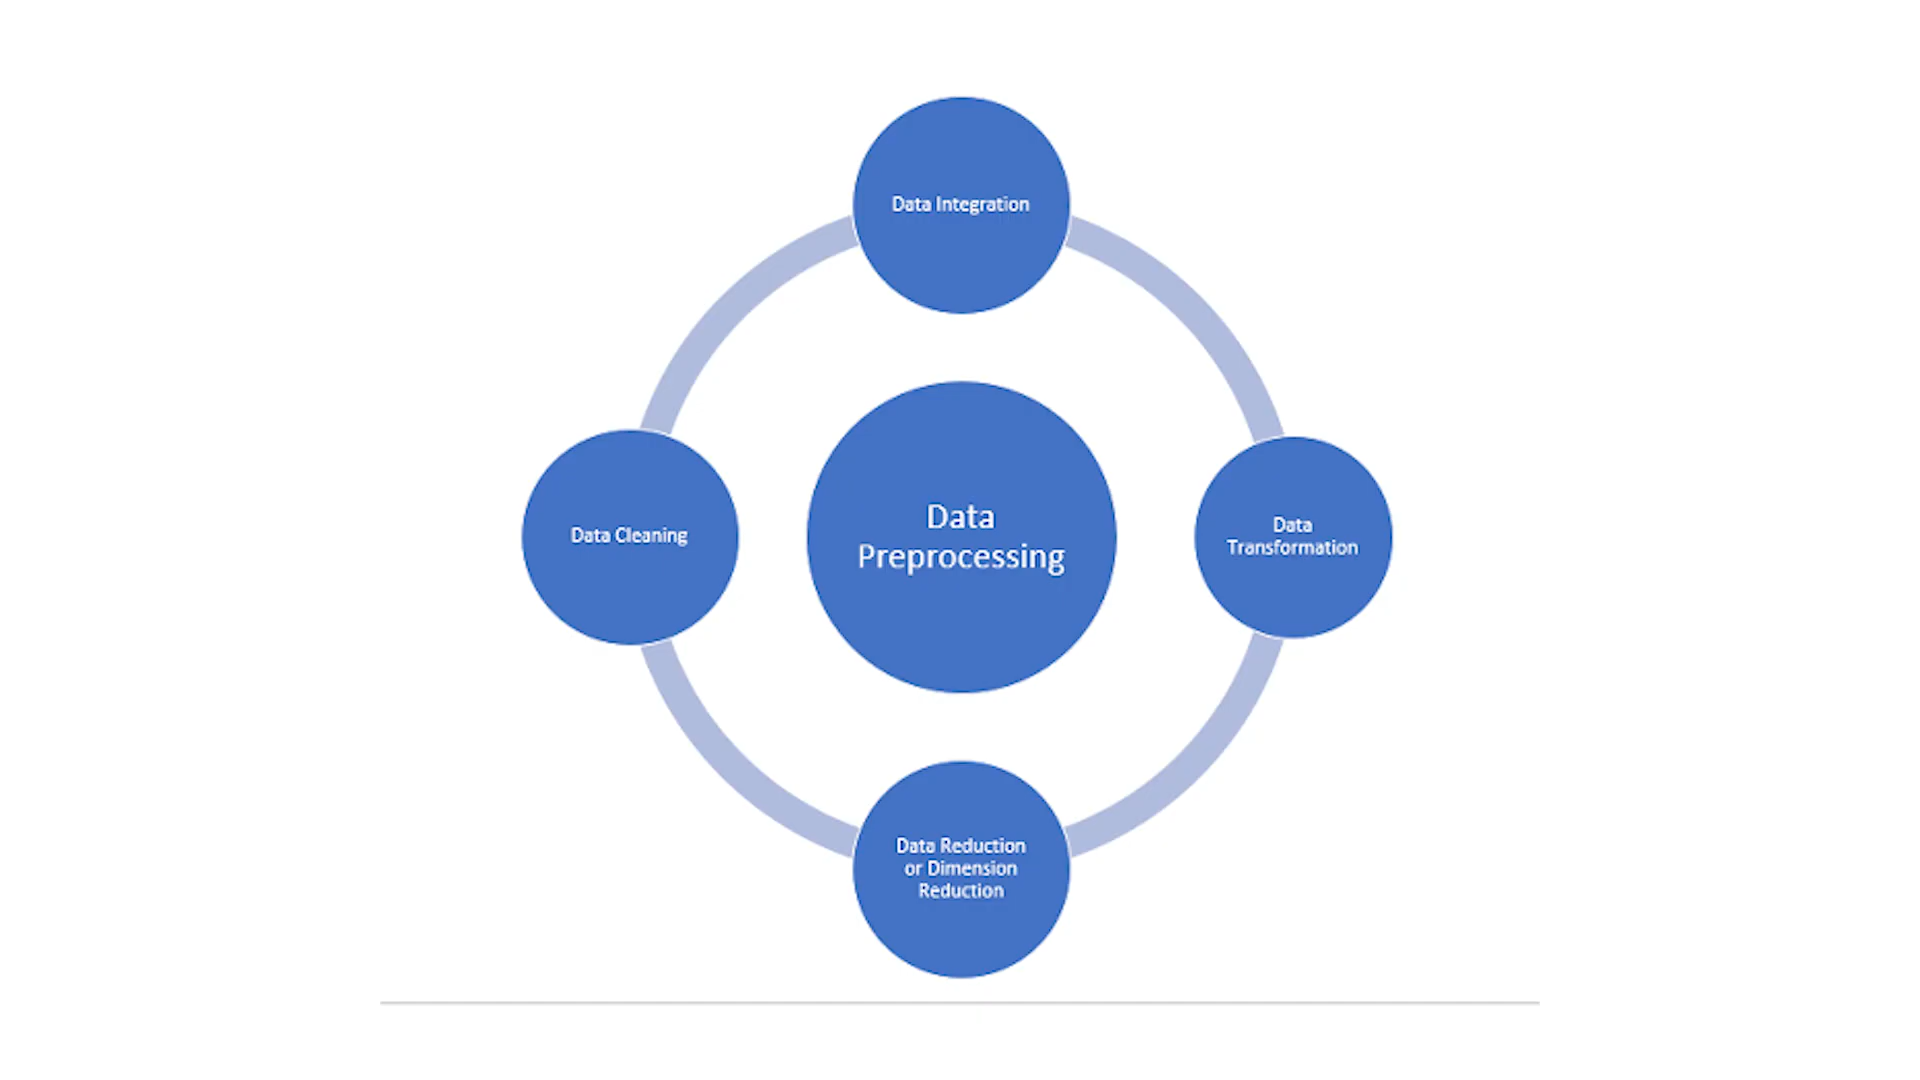 Data Integration
Data Cleaning
Data
Preprocessing
Data
Transformation
Data Reduction
or Dimension
Reduction